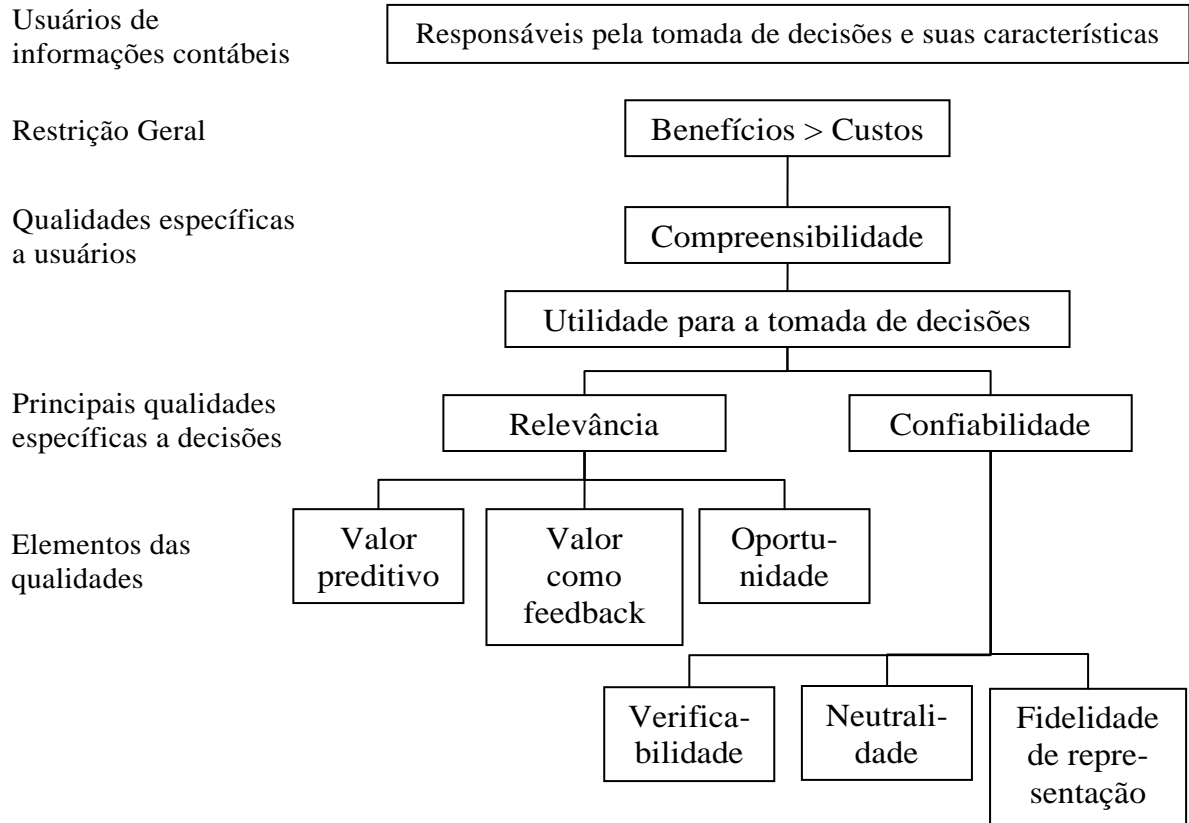 Usuários de
informações contábeis
Responsáveis pela tomada de decisões e suas características
Restrição Geral
Benefícios > Custos
Qualidades específicas
a usuários
Compreensibilidade
Utilidade para a tomada de decisões
Principais qualidades
específicas a decisões
Relevância
Confiabilidade
Elementos das
qualidades
Valor
preditivo
Valor
como
feedback
Oportu-
nidade
Verifica-
bilidade
Neutrali-
dade
Fidelidade
de repre-
sentação